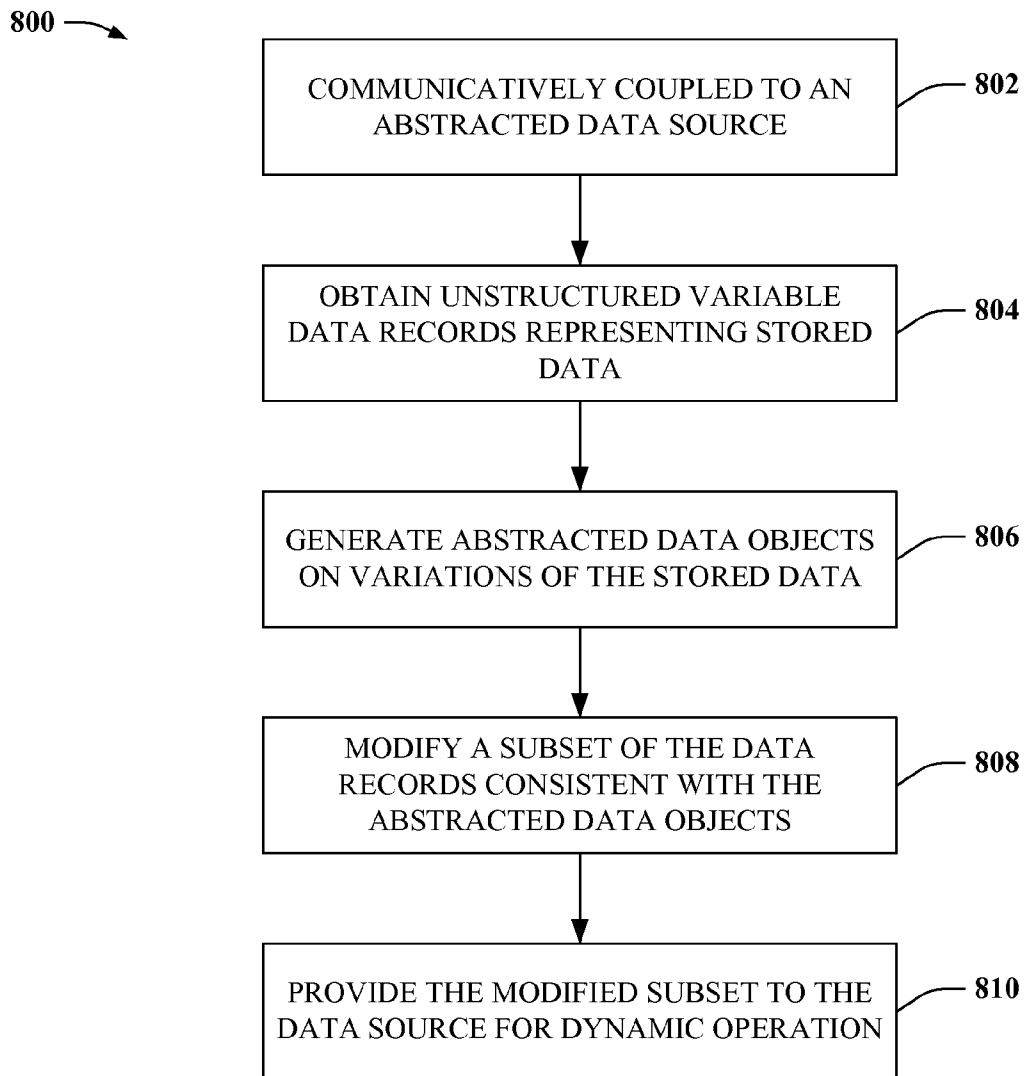 800
COMMUNICATIVELY COUPLED TO AN
ABSTRACTED DATA SOURCE
802
OBTAIN UNSTRUCTURED VARIABLE
DATA RECORDS REPRESENTING STORED
DATA
804
GENERATE ABSTRACTED DATA OBJECTS
ON VARIATIONS OF THE STORED DATA
806
MODIFY A SUBSET OF THE DATA
RECORDS CONSISTENT WITH THE
ABSTRACTED DATA OBJECTS
808
PROVIDE THE MODIFIED SUBSET TO THE
DATA SOURCE FOR DYNAMIC OPERATION
810